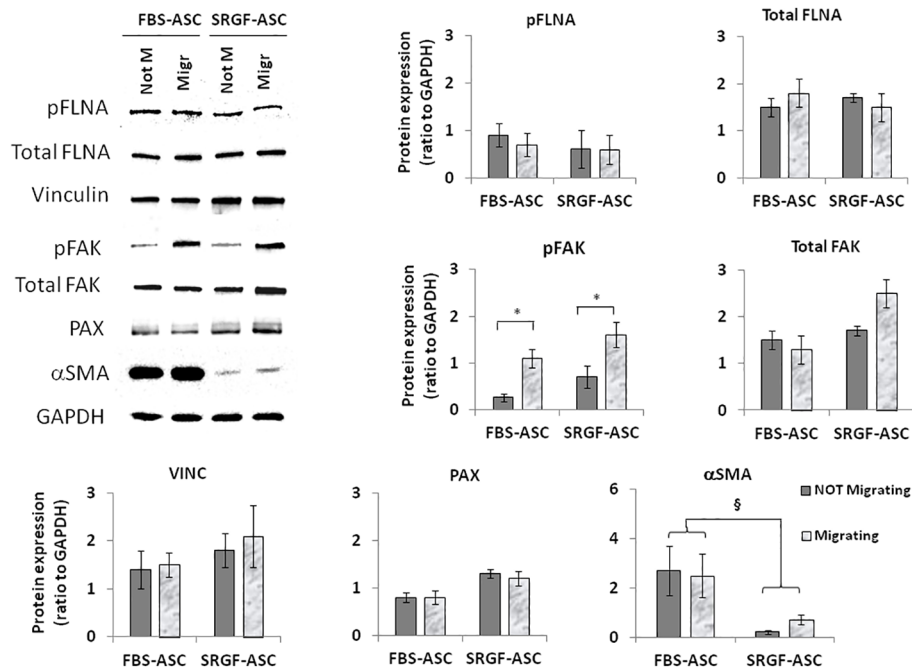 FBS-ASC SRGF-ASC
Not M Migr Not M Migr
pFLNA
Total FLNA
Vinculin
pFAK
Total FAK
PAX
αSMA
GAPDH
pFLNA
Protein expression
(ratio to GAPDH)
3
2
1
0
FBS-ASC SRGF-ASC
Total FLNA
3
2
1
0
FBS-ASC SRGF-ASC
pFAK
Protein expression
(ratio to GAPDH)
3
2
1
0
* *
FBS-ASC SRGF-ASC
Total FAK
3
2
1
0
FBS-ASC SRGF-ASC
VINC
Protein expression
(ratio to GAPDH)
3
2
1
0
FBS-ASC SRGF-ASC
PAX
3
2
1
0
FBS-ASC SRGF-ASC
αSMA
6
4
2
0
§
FBS-ASC SRGF-ASC
NOT Migrating
Migrating